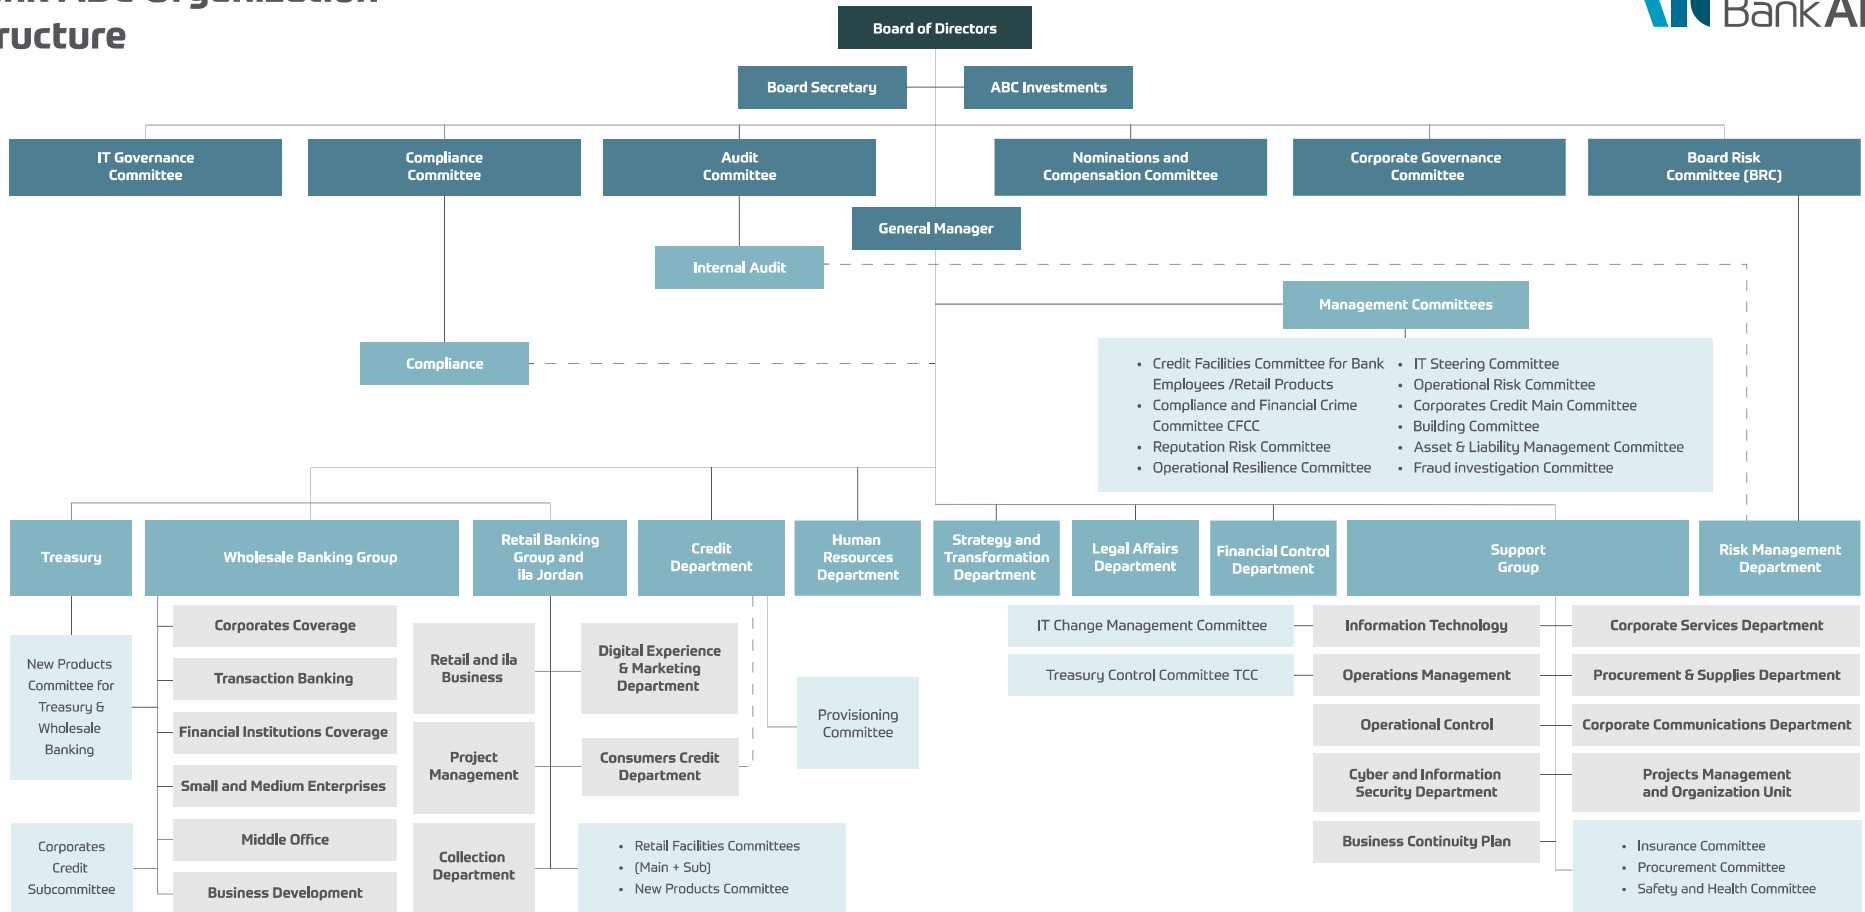 Bank ABC Organization
Structure
Bank AB
Board of Directors
Board Secretary
ABC Investments
IT Governance
Committee
Compliance
Committee
Audit
Committee
Nominations and
Compensation Committee
Corporate Governance
Committee
Board Risk
Committee (BRC)
General Manager
Internal Audit
Management Committees
Compliance
• Credit Facilities Committee for Bank
Employees /Retail Products
• Compliance and Financial Crime
Committee CFCC
• Reputation Risk Committee
• Operational Resilience Committee
• IT Steering Committee
• Operational Risk Committee
• Corporates Credit Main Committee
• Building Committee
• Asset & Liability Management Committee
• Fraud investigation Committee
Treasury
Wholesale Banking Group
Retail Banking
Group and
ila Jordan
Credit
Department
Human
Resources
Department
Strategy and
Transformation
Department
Legal Affairs
Department
Financial Control
Department
Support
Group
Risk Management
Department
New Products
Committee for
Treasury &
Wholesale
Banking
Corporates
Credit
Subcommittee
Corporates Coverage
Transaction Banking
Financial Institutions Coverage
Small and Medium Enterprises
Middle Office
Business Development
Retail and ila
Business
Project
Management
Collection
Department
Digital Experience
& Marketing
Department
Consumers Credit
Department
• Retail Facilities Committees
• (Main + Sub)
• New Products Committee
Provisioning
Committee
IT Change Management Committee
Treasury Control Committee TCC
Information Technology
Operations Management
Operational Control
Cyber and Information
Security Department
Business Continuity Plan
Corporate Services Department
Procurement & Supplies Department
Corporate Communications Department
Projects Management
and Organization Unit
• Insurance Committee
• Procurement Committee
• Safety and Health Committee